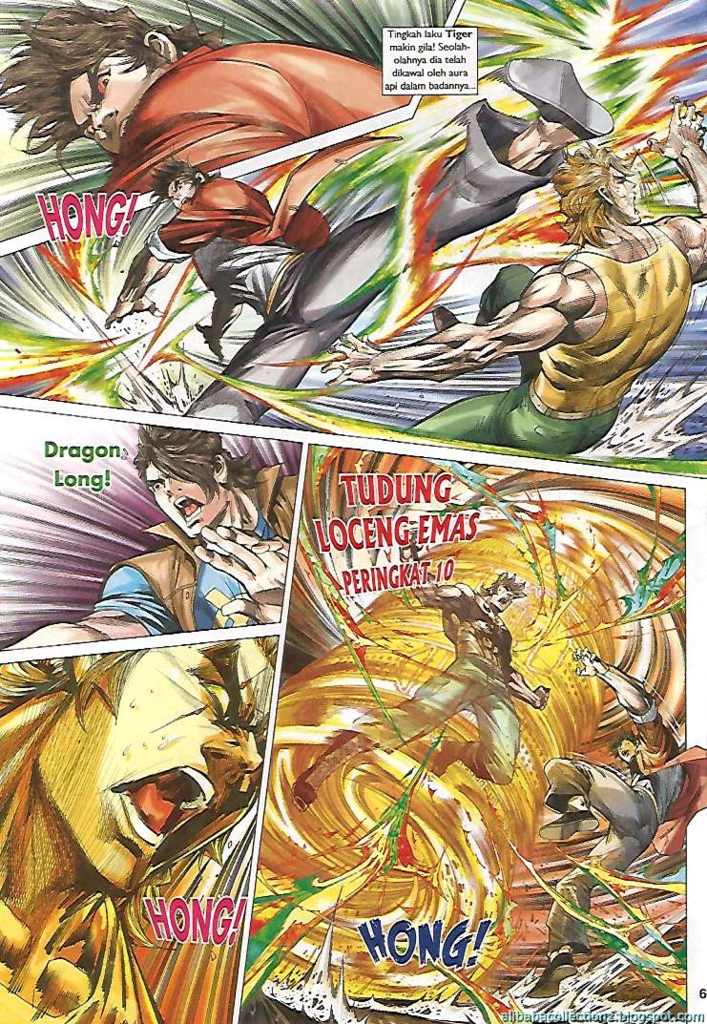 Tingkah laku Tiger
makin gila! Seolah-
olahnya dia telah
dikawal oleh aura
api dalam badannya...
HONG!
Dragon
Long!
TUDUNG
LOCENG EMAS
PERINGKAT 10
HONG!
HONG!
6
alibabacollectionz.blogspot.com